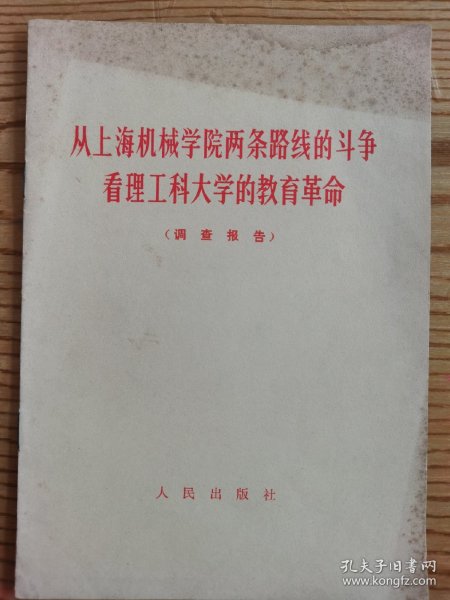 从上海机械学院两条路线的斗争
看理工科大学的教育革命
（调查报告）
人民出版社
孔夫子旧书网
www.kongfz.com